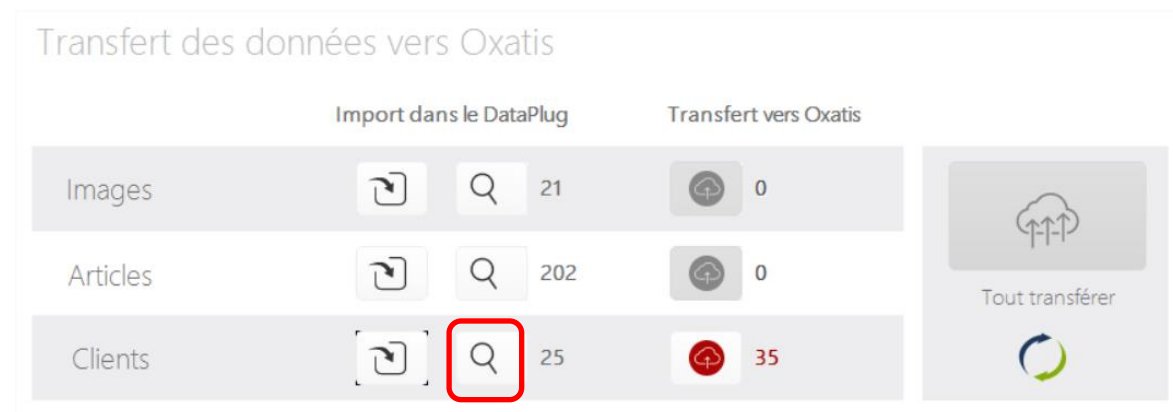 Transfert des données vers Oxatis
Import dans le DataPlug Transfert vers Oxatis
Images 21 0
Articles 202 0
Tout transférer
Clients 25 35